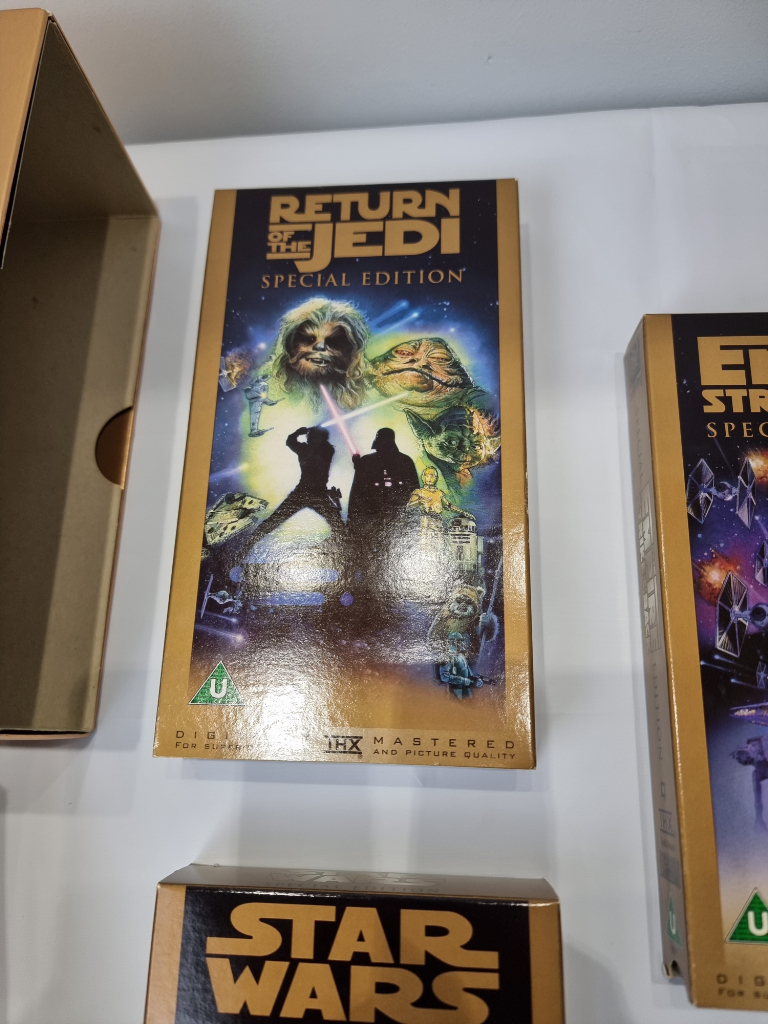 RETURN
OF THE JEDI
SPECIAL EDITION
U
DIGI THX MASTERED
FOR SUPERI AND PICTURE QUALITY
STAR
WARS
EM
STR
SPEC
U
U
DIG
FOR SU